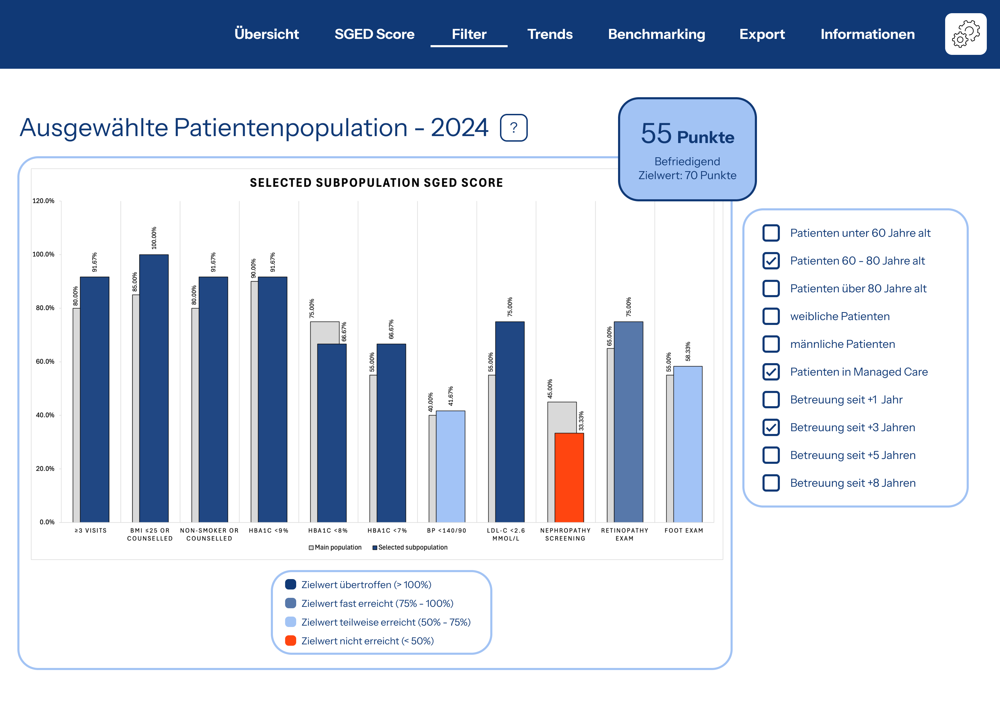 Übersicht SGED Score Filter Trends Benchmarking Export Informationen
Ausgewählte Patientenpopulation - 2024 ?
55 Punkte
Befriedigend
Zielwert: 70 Punkte
SELECTED SUBPOPULATION SGED SCORE
120.0%
100.0%
80.0%
60.0%
40.0%
20.0%
0.0%
80.00% 91.67%
85.00% 100.00%
80.00% 91.67%
90.00% 91.67%
75.00% 66.67%
55.00% 66.67%
40.00% 41.67%
55.00% 75.00%
45.00% 33.33%
65.00% 75.00%
55.00% 58.33%
≥3 VISITS
BMI ≤25 OR
COUNSELLED
NON-SMOKER OR
COUNSELLED
HBA1C <9%
HBA1C <8%
HBA1C <7%
BP <140/90
LDL-C <2.6
MMOL/L
NEPHROPATHY
SCREENING
RETINOPATHY
EXAM
FOOT EXAM
Main population Selected subpopulation
Zielwert übertroffen (> 100%)
Zielwert fast erreicht (75% - 100%)
Zielwert teilweise erreicht (50% - 75%)
Zielwert nicht erreicht (< 50%)
Patienten unter 60 Jahre alt
Patienten 60 - 80 Jahre alt
Patienten über 80 Jahre alt
weibliche Patienten
männliche Patienten
Patienten in Managed Care
Betreuung seit +1 Jahr
Betreuung seit +3 Jahren
Betreuung seit +5 Jahren
Betreuung seit +8 Jahren